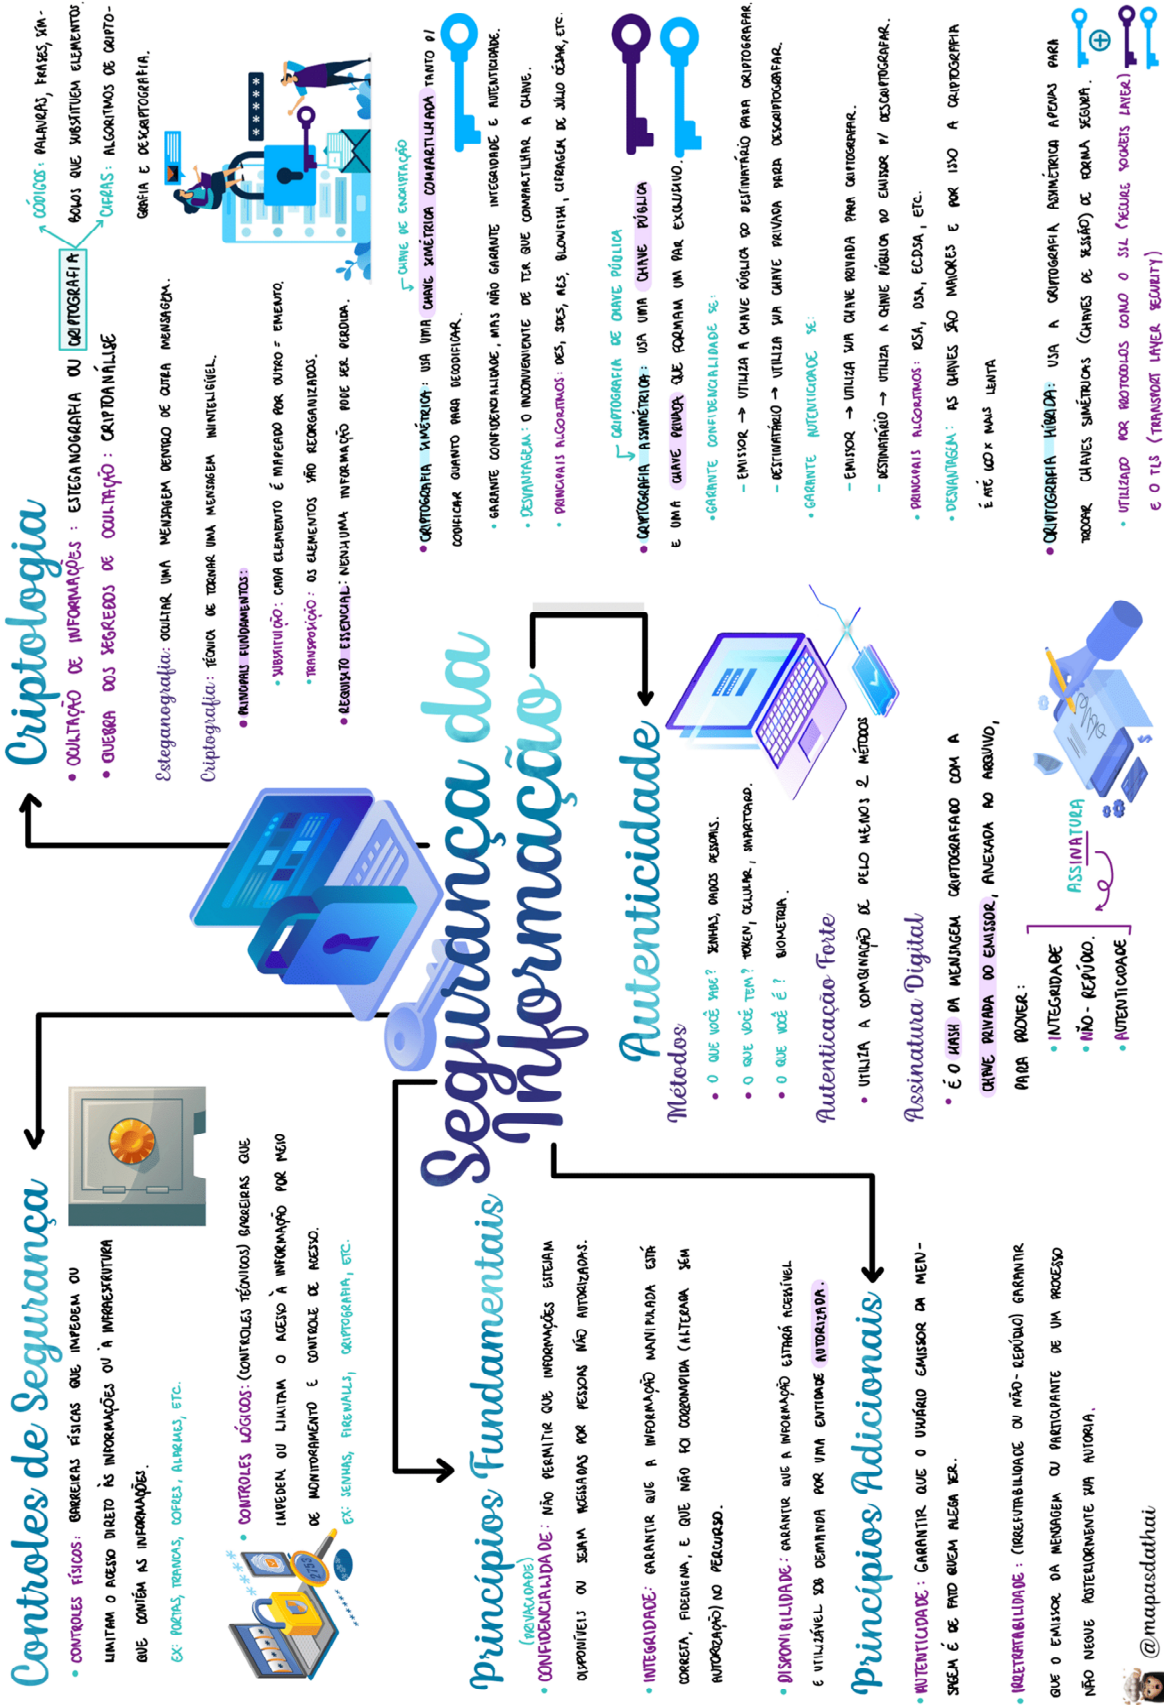 Segurança da
Informação
Controles de Segurança
• CONTROLES FÍSICOS: BARREIRAS FÍSICAS QUE IMPEDEM OU
LIMITAM O ACESSO DIRETO ÀS INFORMAÇÕES OU À INFRAESTRUTURA
QUE CONTÉM AS INFORMAÇÕES.
EX: PORTAS, TRANCAS, COFRES, ALARMES, ETC.
• CONTROLES LÓGICOS: (CONTROLES TÉCNICOS) BARREIRAS QUE
IMPEDEM OU LIMITAM O ACESSO À INFORMAÇÃO POR MEIO
DE MONITORAMENTO E CONTROLE DE ACESSO.
EX: SENHAS, FIREWALLS, CRIPTOGRAFIA, ETC.
Princípios Fundamentais
(PRIVACIDADE)
• CONFIDENCIALIDADE: NÃO PERMITIR QUE INFORMAÇÕES ESTEJAM
DISPONÍVEIS OU SEJAM ACESSADAS POR PESSOAS NÃO AUTORIZADAS.
• INTEGRIDADE: GARANTIR QUE A INFORMAÇÃO MANIPULADA ESTÁ
CORRETA, FIDEDIGNA, E QUE NÃO FOI CORROMPIDA (ALTERADA SEM
AUTORIZAÇÃO) NO PERCURSO.
• DISPONIBILIDADE: GARANTIR QUE A INFORMAÇÃO ESTARÁ ACESSÍVEL
E UTILIZÁVEL SOB DEMANDA POR UMA ENTIDADE AUTORIZADA.
Princípios Adicionais
• AUTENTICIDADE: GARANTIR QUE O USUÁRIO EMISSOR DA MEN-
SAGEM É DE FATO QUEM ALEGA SER.
• IRRETRATABILIDADE: (IRREFUTABILIDADE OU NÃO-REPÚDIO) GARANTIR
QUE O EMISSOR DA MENSAGEM OU PARTICIPANTE DE UM PROCESSO
NÃO NEGUE POSTERIORMENTE SUA AUTORIA.
@mapasdathai
Criptologia
• OCULTAÇÃO DE INFORMAÇÕES: ESTEGANOGRAFIA OU CRIPTOGRAFIA
• QUEBRA DOS SEGREDOS DE OCULTAÇÃO: CRIPTOANÁLISE
CÓDIGOS: PALAVRAS, FRASES, SÍM-
BOLOS QUE SUBSTITUEM ELEMENTOS.
CIFRAS: ALGORITMOS DE CRIPTO-
GRAFIA E DESCRIPTOGRAFIA.
Esteganografia: OCULTAR UMA MENSAGEM DENTRO DE OUTRA MENSAGEM.
Criptografia: TÉCNICA DE TORNAR UMA MENSAGEM ININTELIGÍVEL.
• PRINCIPAIS FUNDAMENTOS:
• SUBSTITUIÇÃO: CADA ELEMENTO É MAPEADO POR OUTRO = EMENTO.
• TRANSPOSIÇÃO: OS ELEMENTOS SÃO REORGANIZADOS.
• REQUISITO ESSENCIAL: NENHUMA INFORMAÇÃO PODE SER PERDIDA.
CHAVE DE ENCRIPTAÇÃO
• CRIPTOGRAFIA SIMÉTRICA: USA UMA CHAVE SIMÉTRICA COMPARTILHADA TANTO P/
CODIFICAR QUANTO PARA DECODIFICAR.
• GARANTE CONFIDENCIALIDADE, MAS NÃO GARANTE INTEGRIDADE E AUTENTICIDADE.
• DESVANTAGEM: O INCONVENIENTE DE TER QUE COMPARTILHAR A CHAVE.
• PRINCIPAIS ALGORITMOS: DES, 3DES, AES, BLOWFISH, CIFRAGEM DE JÚLIO CÉSAR, ETC.
CRIPTOGRAFIA DE CHAVE PÚBLICA
• CRIPTOGRAFIA ASSIMÉTRICA: USA UMA CHAVE PÚBLICA
E UMA CHAVE PRIVADA QUE FORMAM UM PAR EXCLUSIVO.
• GARANTE CONFIDENCIALIDADE SE:
– EMISSOR → UTILIZA A CHAVE PÚBLICA DO DESTINATÁRIO PARA CRIPTOGRAFAR.
– DESTINATÁRIO → UTILIZA SUA CHAVE PRIVADA PARA DESCRIPTOGRAFAR.
• GARANTE AUTENTICIDADE SE:
– EMISSOR → UTILIZA SUA CHAVE PRIVADA PARA CRIPTOGRAFAR.
– DESTINATÁRIO → UTILIZA A CHAVE PÚBLICA DO EMISSOR P/ DESCRIPTOGRAFAR.
• PRINCIPAIS ALGORITMOS: RSA, DSA, ECDSA, ETC.
• DESVANTAGEM: AS CHAVES SÃO MAIORES E POR ISSO A CRIPTOGRAFIA
É ATÉ 60X MAIS LENTA
• CRIPTOGRAFIA HÍBRIDA: USA A CRIPTOGRAFIA ASSIMÉTRICA APENAS PARA
TROCAR CHAVES SIMÉTRICAS (CHAVES DE SESSÃO) DE FORMA SEGURA.
• UTILIZADO POR PROTOCOLOS COMO O SSL (SECURE SOCKETS LAYER)
E O TLS (TRANSPORT LAYER SECURITY)
Autenticidade
Métodos
• O QUE VOCÊ SABE? SENHAS, DADOS PESSOAIS.
• O QUE VOCÊ TEM? TOKEN, CELULAR, SMARTCARD.
• O QUE VOCÊ É? BIOMETRIA.
Autenticação Forte
• UTILIZA A COMBINAÇÃO DE PELO MENOS 2 MÉTODOS
Assinatura Digital
• É O HASH DA MENSAGEM CRIPTOGRAFADO COM A
CHAVE PRIVADA DO EMISSOR, ANEXADA AO ARQUIVO,
PARA PROVER:
• INTEGRIDADE
• NÃO-REPÚDIO.
• AUTENTICIDADE
ASSINATURA